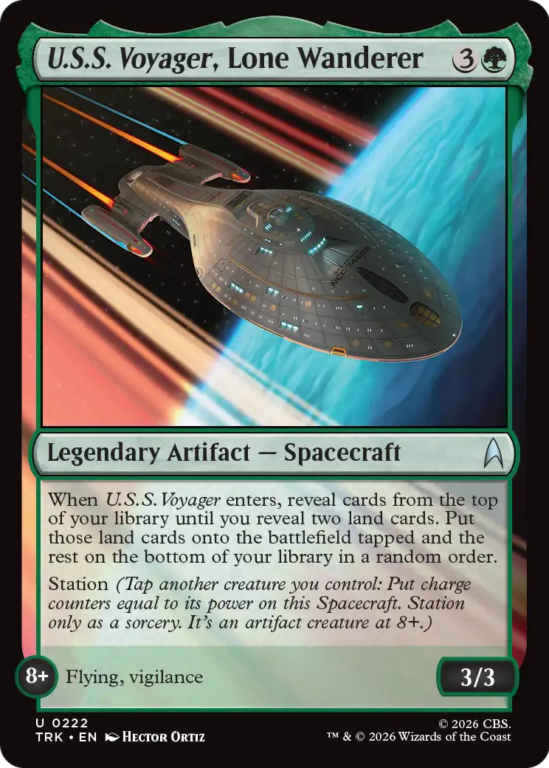 U.S.S. Voyager, Lone Wanderer 3
NCC-74656
Legendary Artifact — Spacecraft
When U.S.S. Voyager enters, reveal cards from the top
of your library until you reveal two land cards. Put
those land cards onto the battlefield tapped and the
rest on the bottom of your library in a random order.
Station (Tap another creature you control: Put charge
counters equal to its power on this Spacecraft. Station
only as a sorcery. It's an artifact creature at 8+.)
8+ Flying, vigilance 3/3
U 0222 © 2026 CBS.
TRK • EN Hector Ortiz ™ & © 2026 Wizards of the Coast